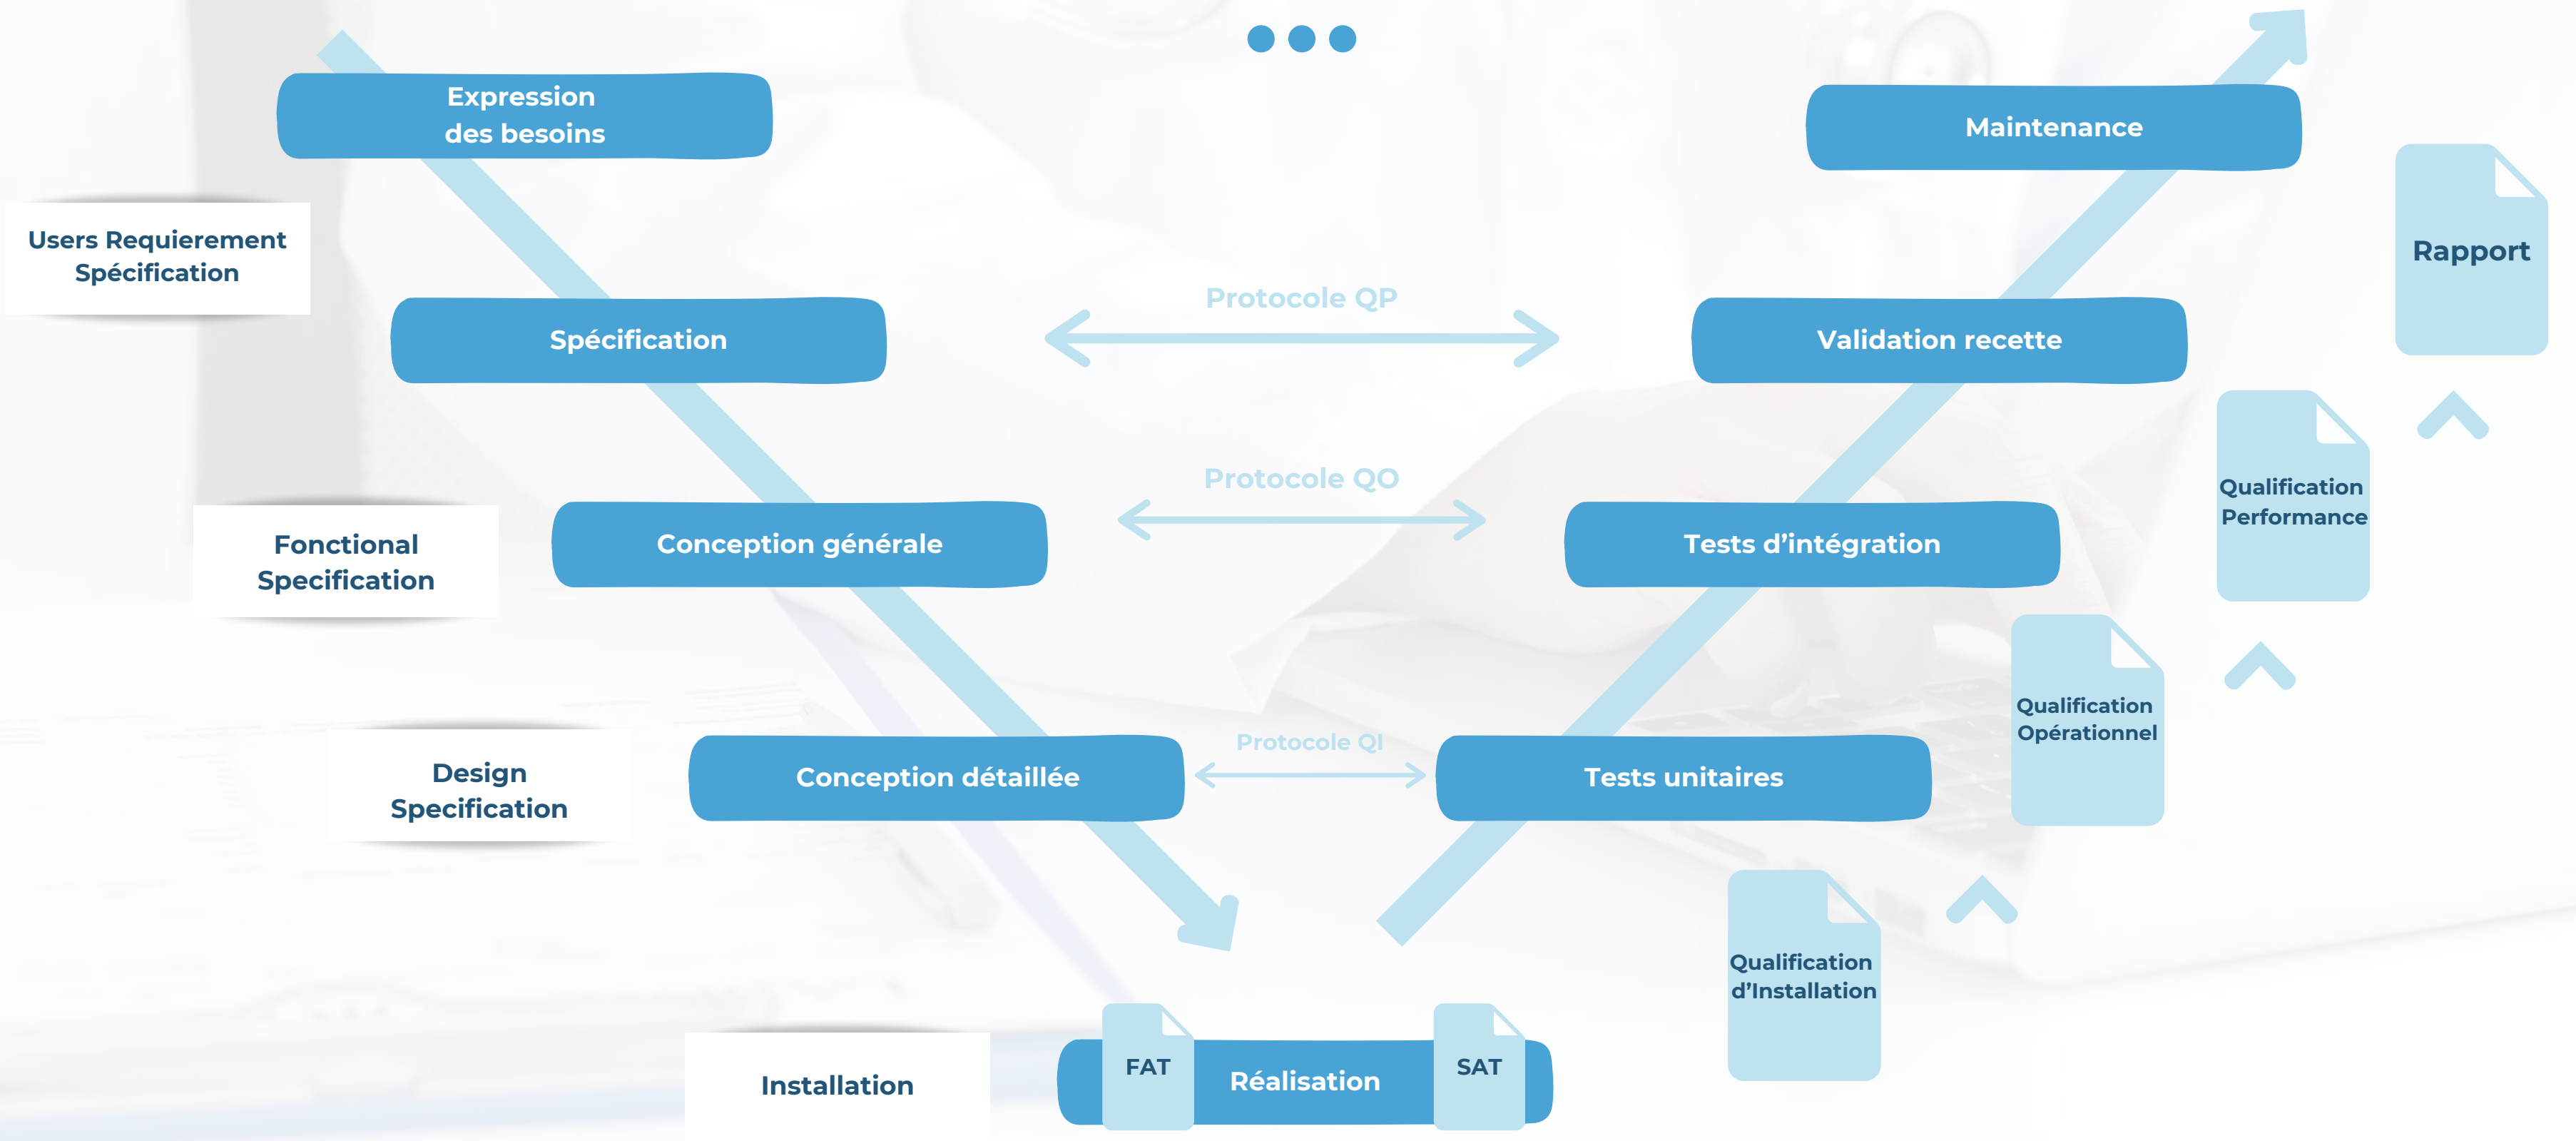 Expression
des besoins
Maintenance
Users Requierement
Spécification
Rapport
Protocole QP
Spécification
Validation recette
Protocole QO
Qualification
Performance
Fonctional
Specification
Conception générale
Tests d'intégration
Qualification
Opérationnel
Protocole QI
Design
Specification
Conception détaillée
Tests unitaires
Qualification
d'Installation
Installation
FAT
Réalisation
SAT